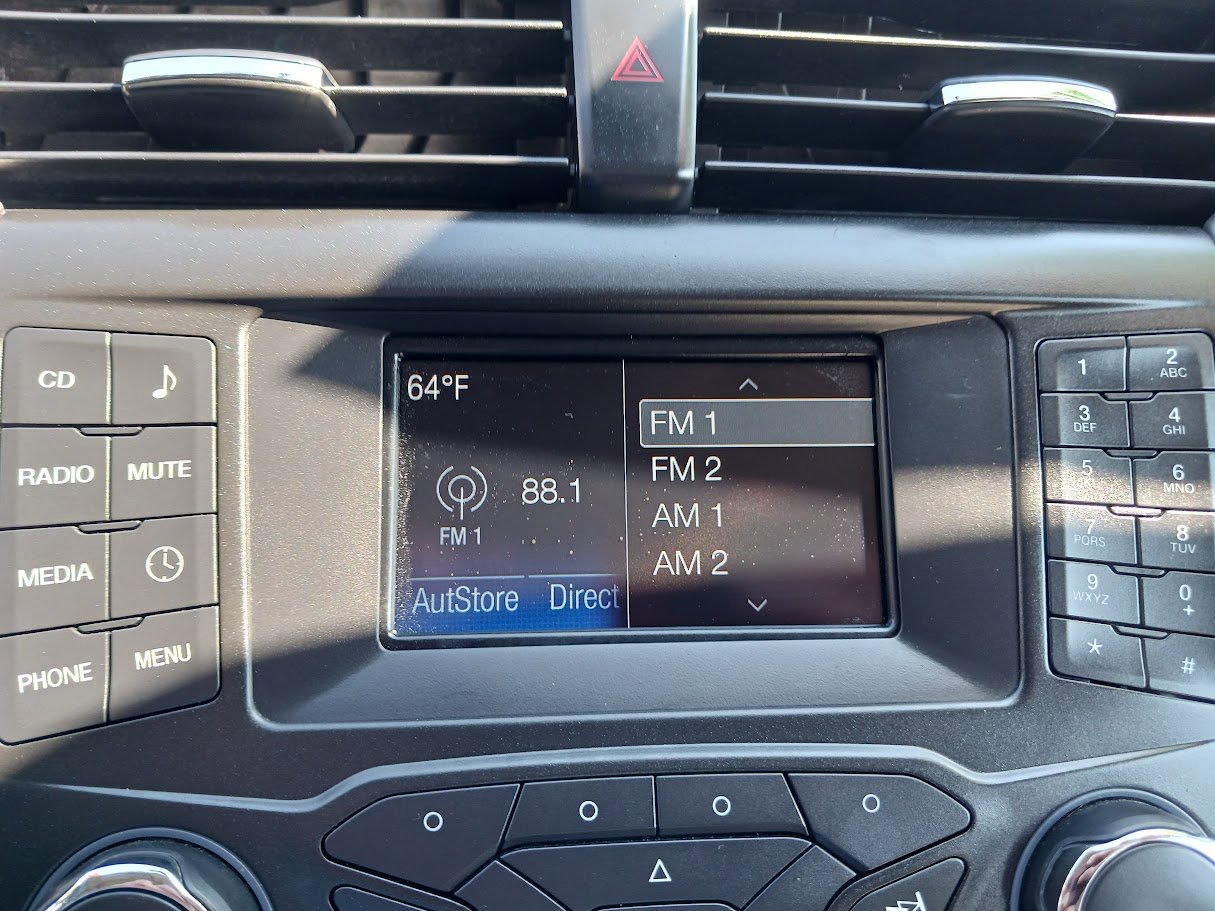 64°F
88.1
FM 1
AutStore Direct
FM 1
FM 2
AM 1
AM 2
CD
RADIO MUTE
MEDIA
PHONE MENU
1 2 ABC
3 DEF 4 GHI
5 JKL 6 MNO
7 PQRS 8 TUV
9 WXYZ 0 +
* #